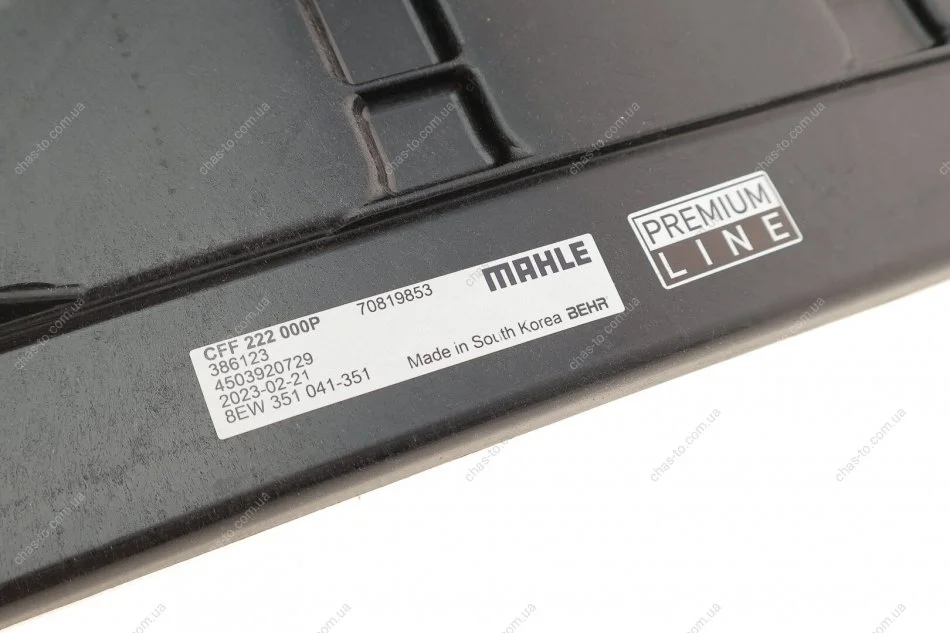 PREMIUM
LINE
MAHLE
CFF 222 000P 70819853
386123
4503920729
2023-02-21
8EW 351 041-351 Made in South Korea BEHR
chas-to.com.ua